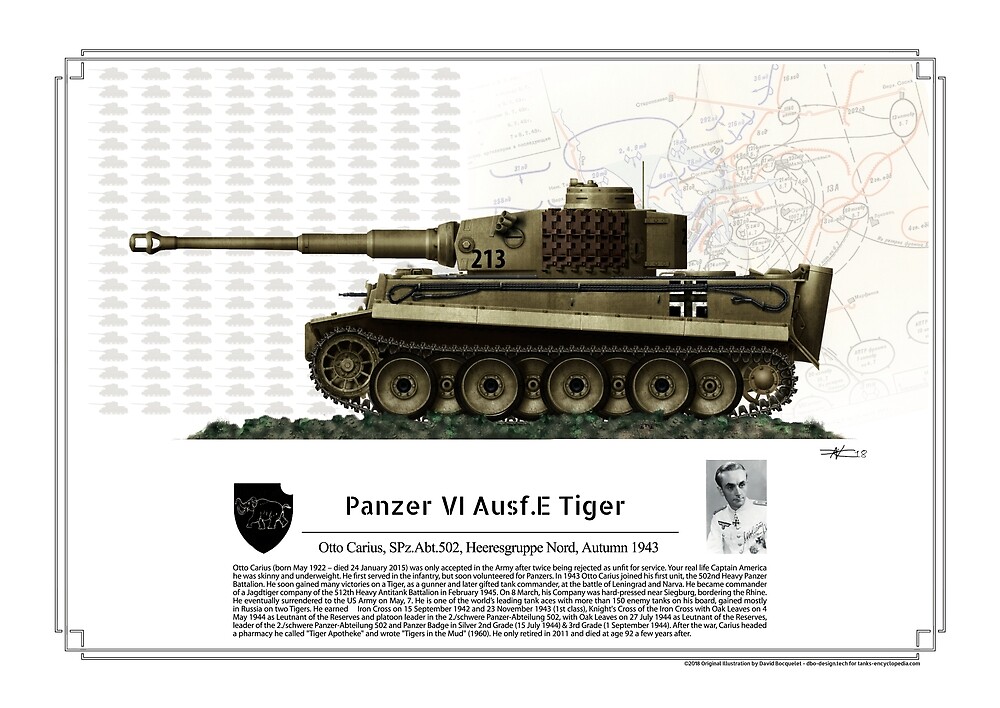 213
13A
Panzer VI Ausf.E Tiger
Otto Carius, SPz.Abt.502, Heeresgruppe Nord, Autumn 1943
Otto Carius (born May 1922 – died 24 January 2015) was only accepted in the Army after twice being rejected as unfit for service. Your real life Captain America
he was skinny and underweight. He first served in the infantry, but soon volunteered for Panzers. In 1943 Otto Carius joined his first unit, the 502nd Heavy Panzer
Battalion. He soon gained many victories on a Tiger, as a gunner and later gifted tank commander, at the battle of Leningrad and Narva. He became commander
of a Jagdtiger company of the 512th Heavy Antitank Battalion in February 1945. On 8 March, his Company was hard-pressed near Siegburg, bordering the Rhine.
He eventually surrendered to the US Army on May, 7. He is one of the world's leading tank aces with more than 150 enemy tanks on his board, gained mostly
in Russia on two Tigers. He earned Iron Cross on 15 September 1942 and 23 November 1943 (1st class), Knight's Cross of the Iron Cross with Oak Leaves on 4
May 1944 as Leutnant of the Reserves and platoon leader in the 2./schwere Panzer-Abteilung 502, with Oak Leaves on 27 July 1944 as Leutnant of the Reserves,
leader of the 2./schwere Panzer-Abteilung 502 and Panzer Badge in Silver 2nd Grade (15 July 1944) & 3rd Grade (1 September 1944). After the war, Carius headed
a pharmacy he called "Tiger Apotheke" and wrote "Tigers in the Mud" (1960). He only retired in 2011 and died at age 92 a few years after.
©2018 Original Illustration by David Bocquelet - dbo-design.tech for tanks-encyclopedia.com